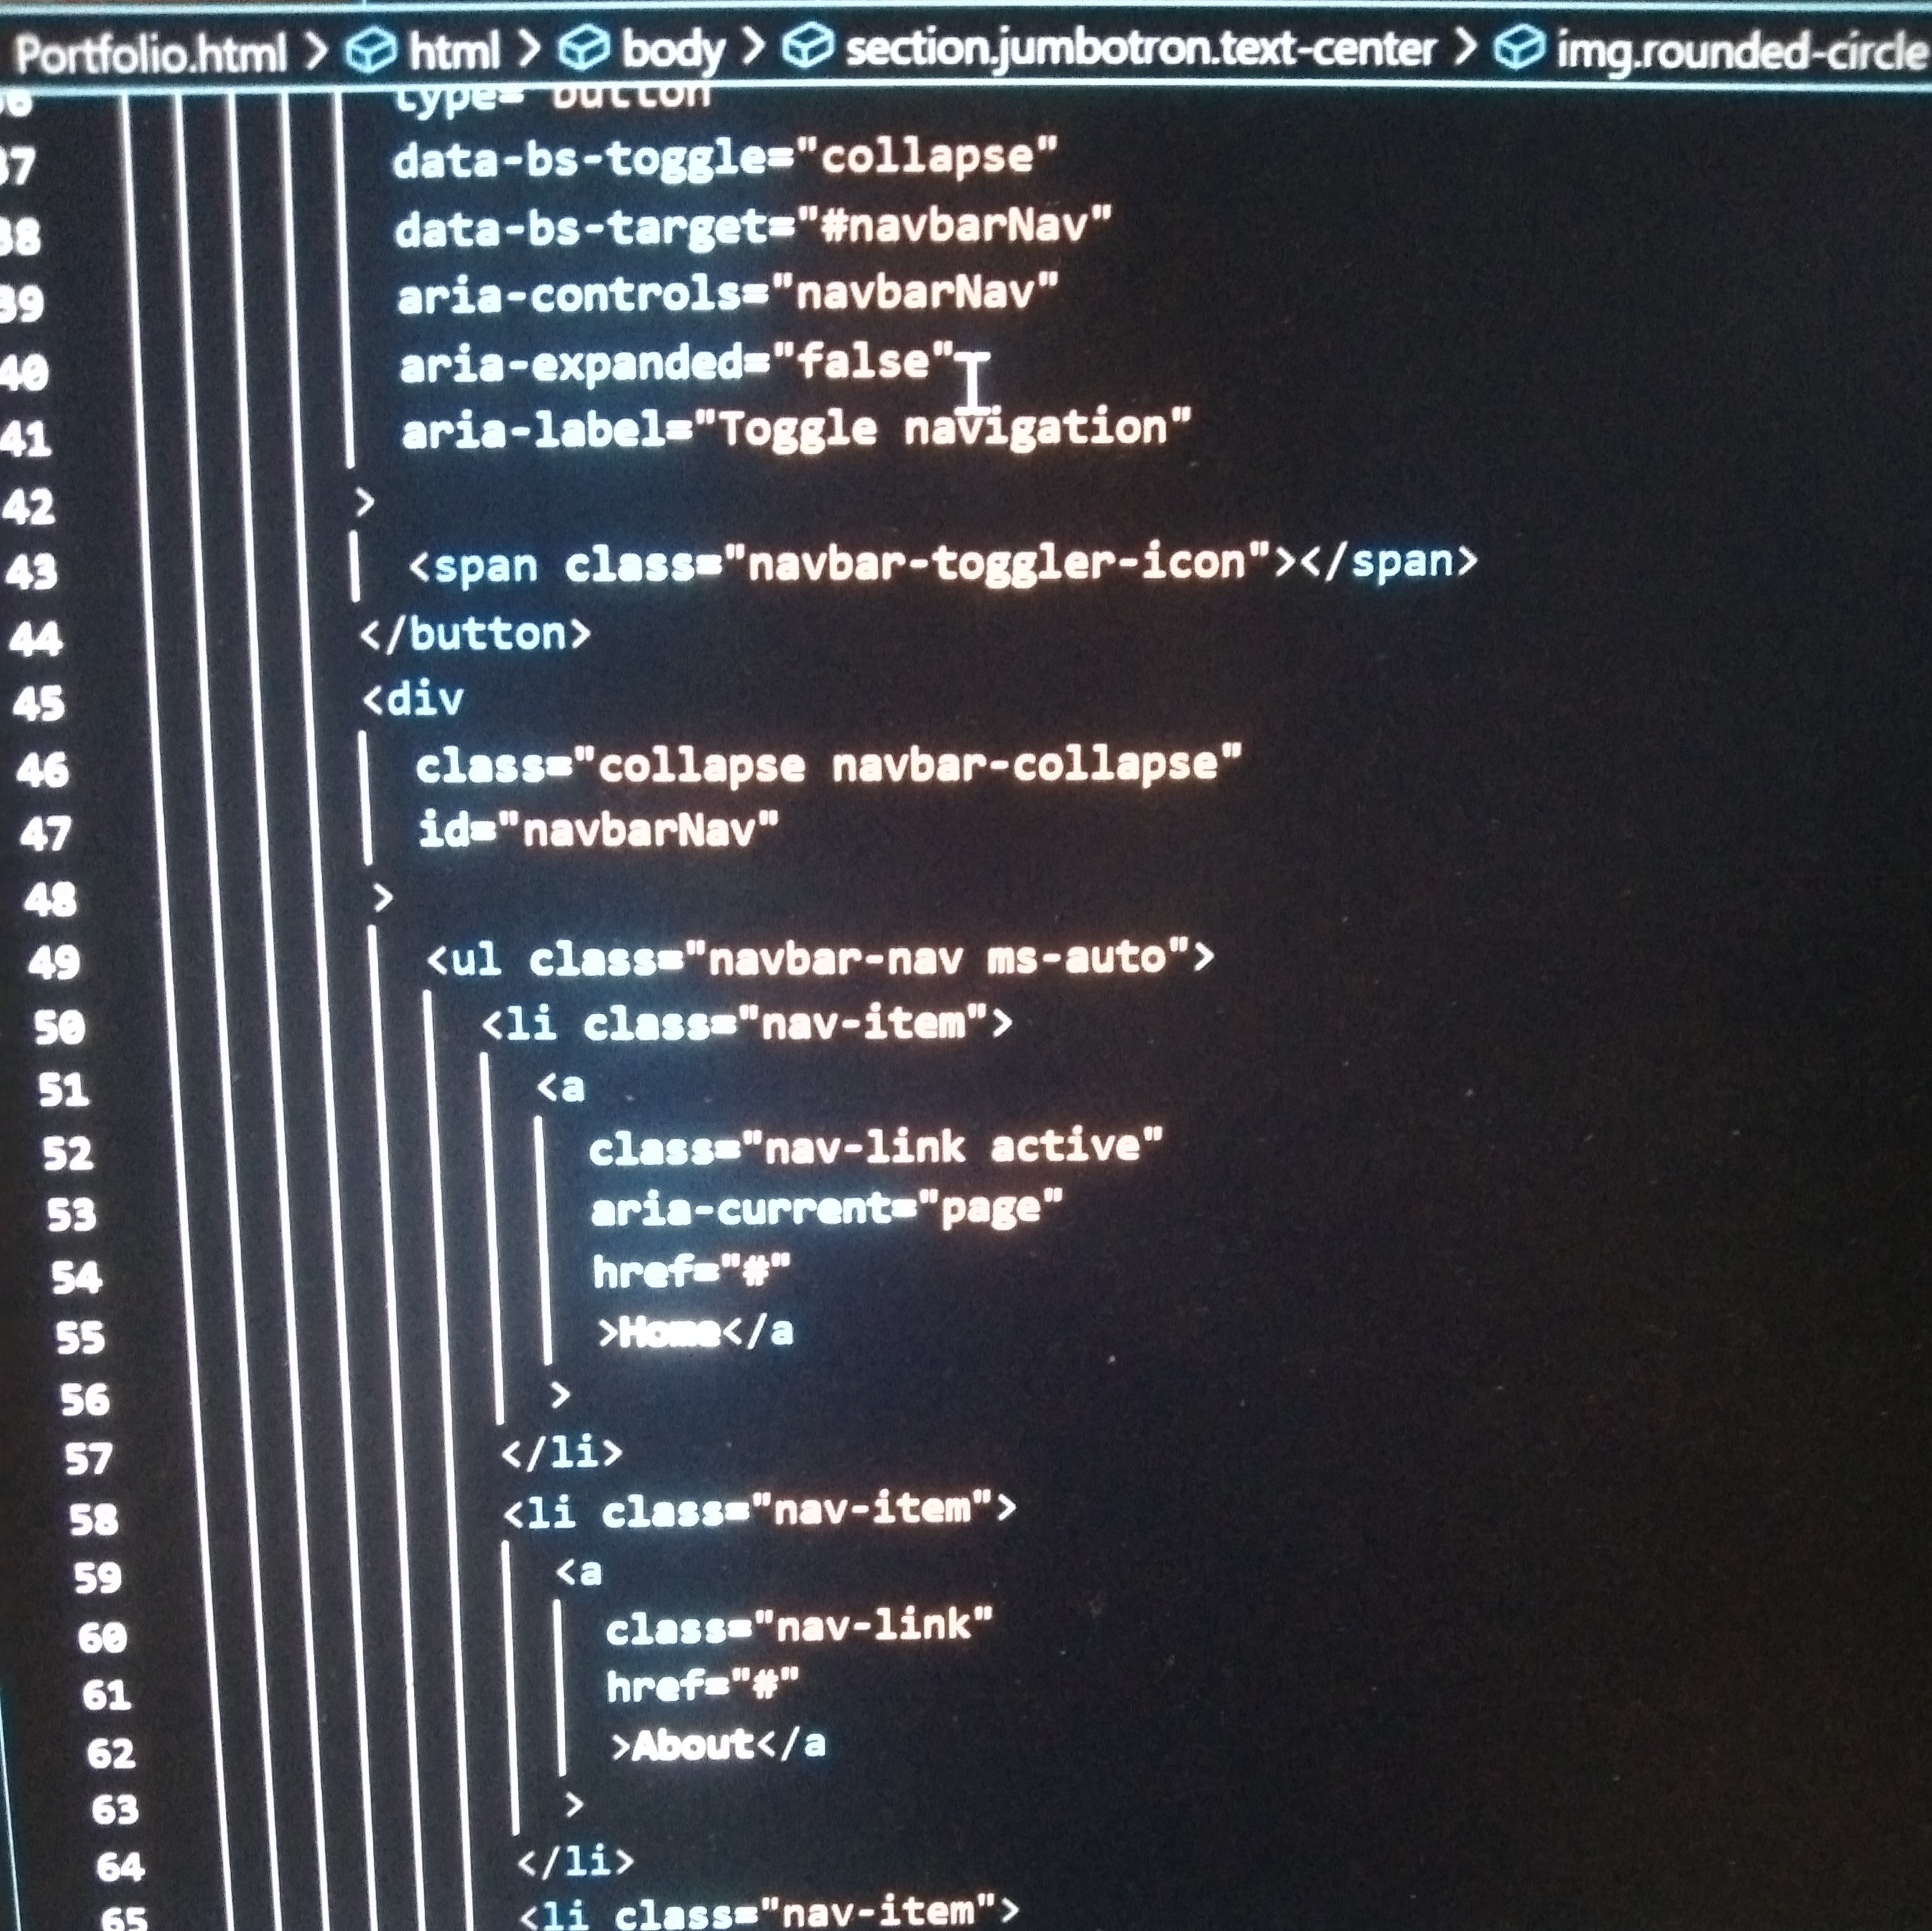 Portfolio.html > html > body > section.jumbotron.text-center > img.rounded-circle
36 type="button
37 data-bs-toggle="collapse"
38 data-bs-target="#navbarNav"
39 aria-controls="navbarNav"
40 aria-expanded="false"
41 aria-label="Toggle navigation"
42 >
43 <span class="navbar-toggler-icon"></span>
44 </button>
45 <div
46 class="collapse navbar-collapse"
47 id="navbarNav"
48 >
49 <ul class="navbar-nav ms-auto">
50 <li class="nav-item">
51 <a
52 class="nav-link active"
53 aria-current="page"
54 href="#"
55 >Home</a
56 >
57 </li>
58 <li class="nav-item">
59 <a
60 class="nav-link"
61 href="#"
62 >About</a
63 >
64 </li>
65 <li class="nav-item">